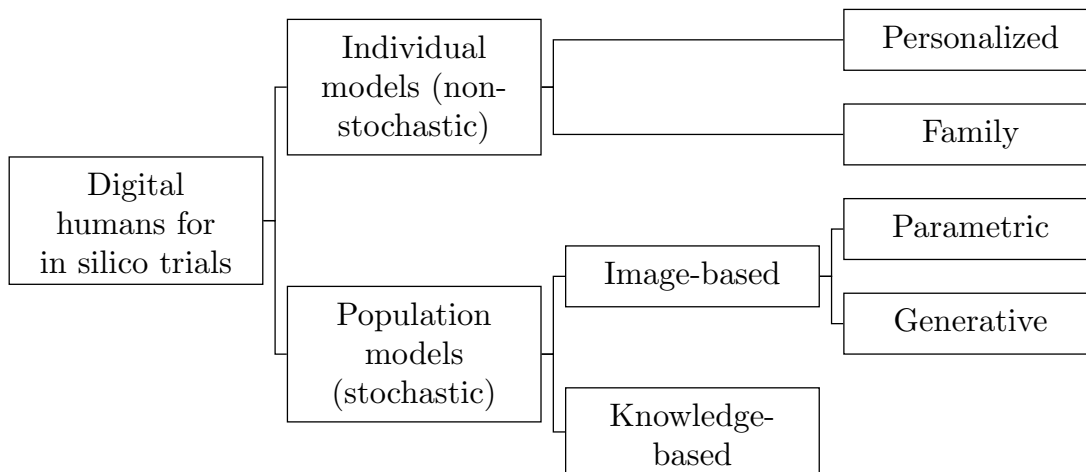 Digital
humans for
in silico trials
Individual
models (non-
stochastic)
Personalized
Family
Population
models
(stochastic)
Image-based
Parametric
Generative
Knowledge-
based